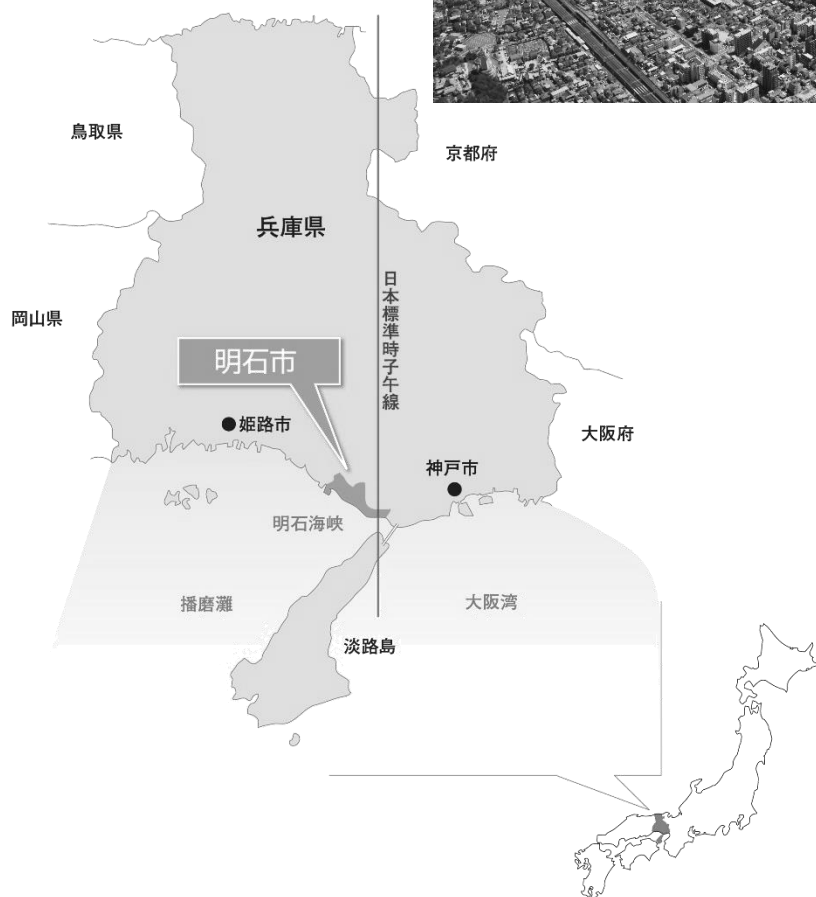 鳥取県
京都府
兵庫県
日本標準時子午線
岡山県
明石市
姫路市
大阪府
神戸市
明石海峡
播磨灘
大阪湾
淡路島